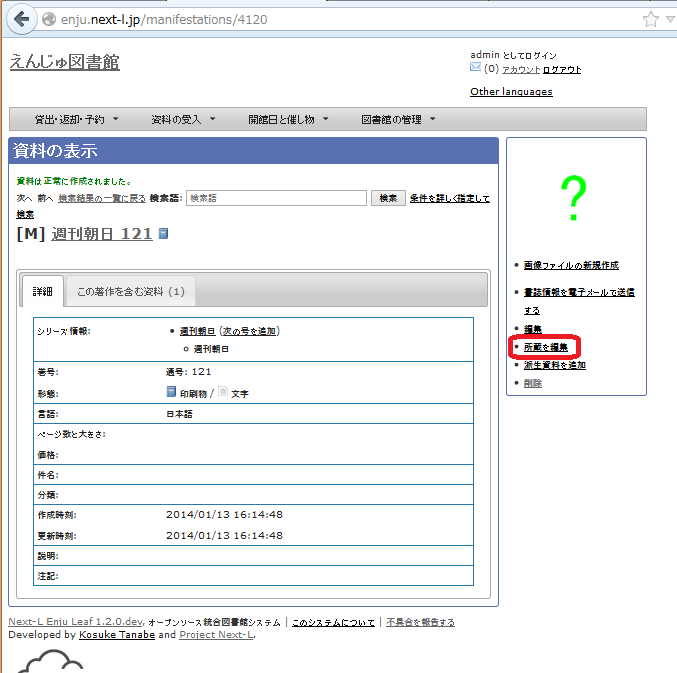 enju.next-l.jp/manifestations/4120
えんじゅ図書館
admin としてログイン
(0) アカウント ログアウト
Other languages
貸出・返却・予約 ▼ 資料の受入 ▼ 開館日と催し物 ▼ 図書館の管理 ▼
資料の表示
資料は正常に作成されました。
次へ 前へ 検索結果の一覧に戻る 検索語: 検索語 検索 条件を詳しく指定して
検索
[M] 週刊朝日 121
詳細 この著作を含む資料 (1)
シリーズ情報: • 週刊朝日 (次の号を追加)
週刊朝日
巻号: 通号: 121
形態: 印刷物 / 文字
言語: 日本語
ページ数と大きさ:
価格:
件名:
分類:
作成時刻: 2014/01/13 16:14:48
更新時刻: 2014/01/13 16:14:48
説明:
注記:
?
• 画像ファイルの新規作成
• 書誌情報を電子メールで送信
する
• 編集
• 所蔵を編集
• 派生資料を追加
• 削除
Next-L Enju Leaf 1.2.0.dev, オープンソース統合図書館システム | このシステムについて | 不具合を報告する
Developed by Kosuke Tanabe and Project Next-L.